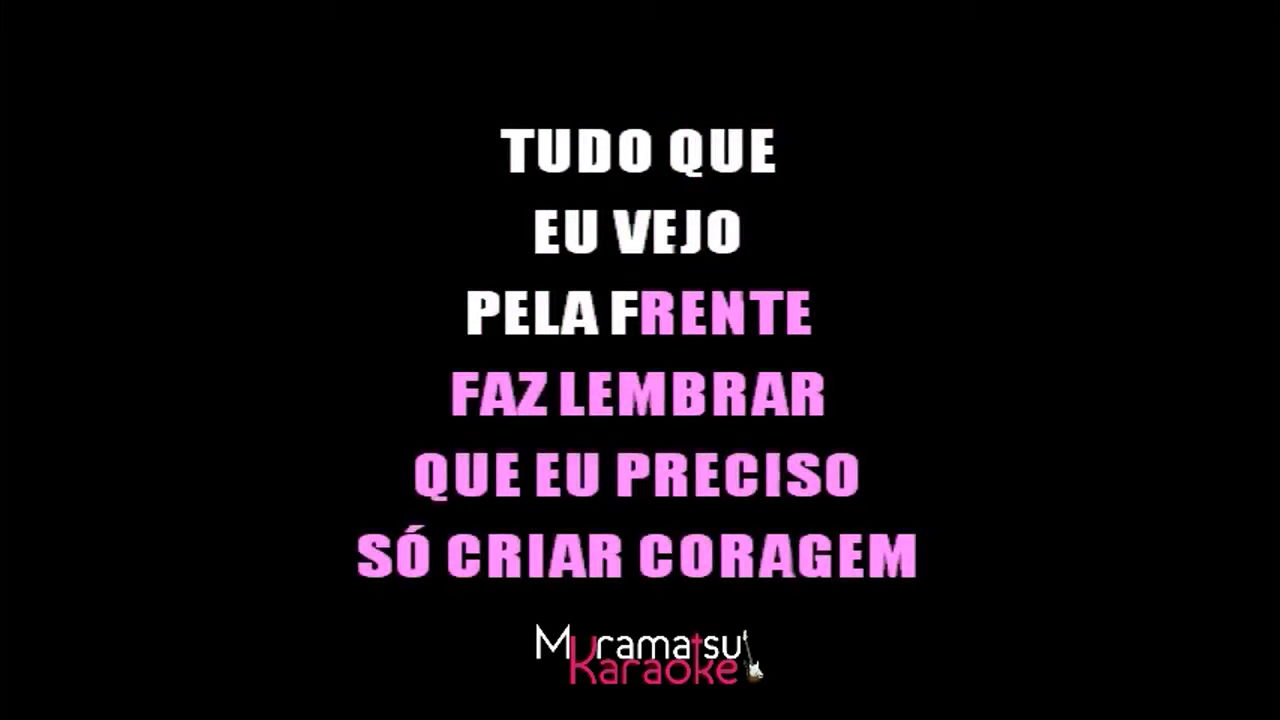 TUDO QUE
EU VEJO
PELA FRENTE
FAZ LEMBRAR
QUE EU PRECISO
SÓ CRIAR CORAGEM
Muramatsu
Karaoke